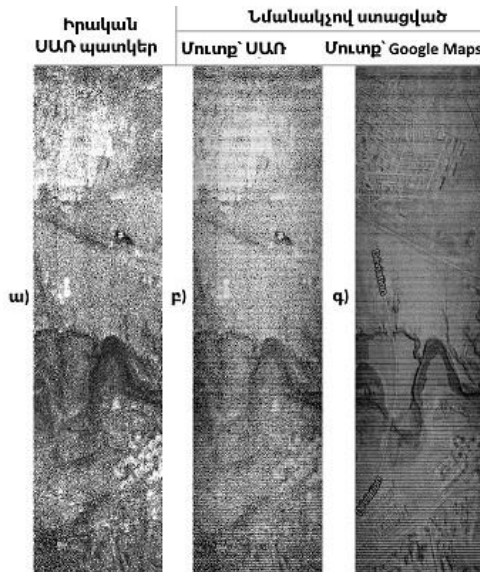 Իրական
ՍԱՌ պատկեր
Նմանակչով ստացված
Մուտք՝ ՍԱՌ
Մուտք՝ Google Maps
ա)
բ)
գ)